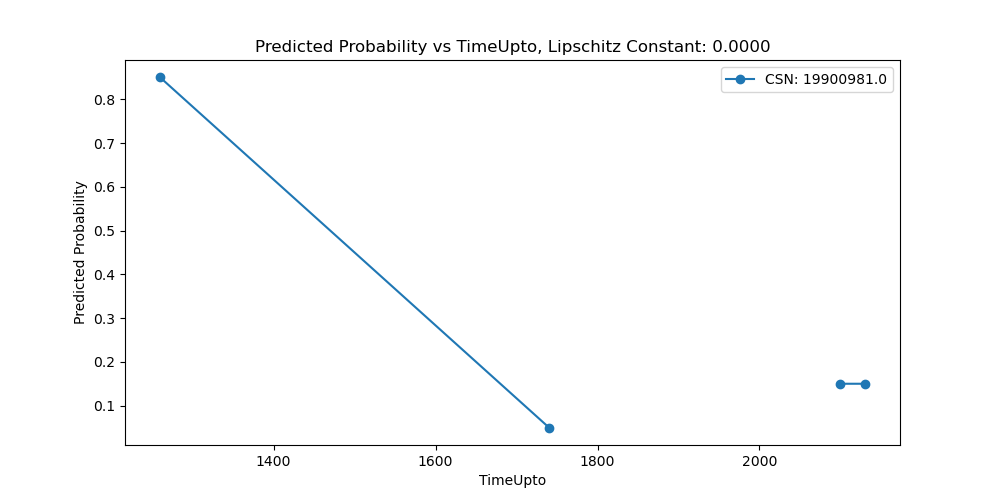 Predicted Probability vs TimeUpto, Lipschitz Constant: 0.0000
CSN: 19900981.0
Predicted Probability
0.8
0.7
0.6
0.5
0.4
0.3
0.2
0.1
1400 1600 1800 2000
TimeUpto